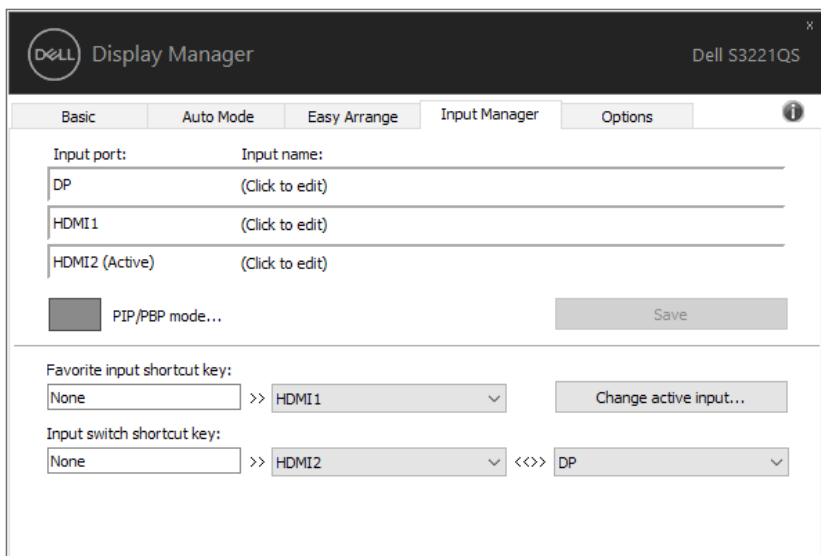 x
DELL Display Manager Dell S3221QS
Basic Auto Mode Easy Arrange Input Manager Options i
Input port: Input name:
DP (Click to edit)
HDMI1 (Click to edit)
HDMI2 (Active) (Click to edit)
PIP/PBP mode... Save
Favorite input shortcut key:
None >> HDMI1 Change active input...
Input switch shortcut key:
None >> HDMI2 <<>> DP